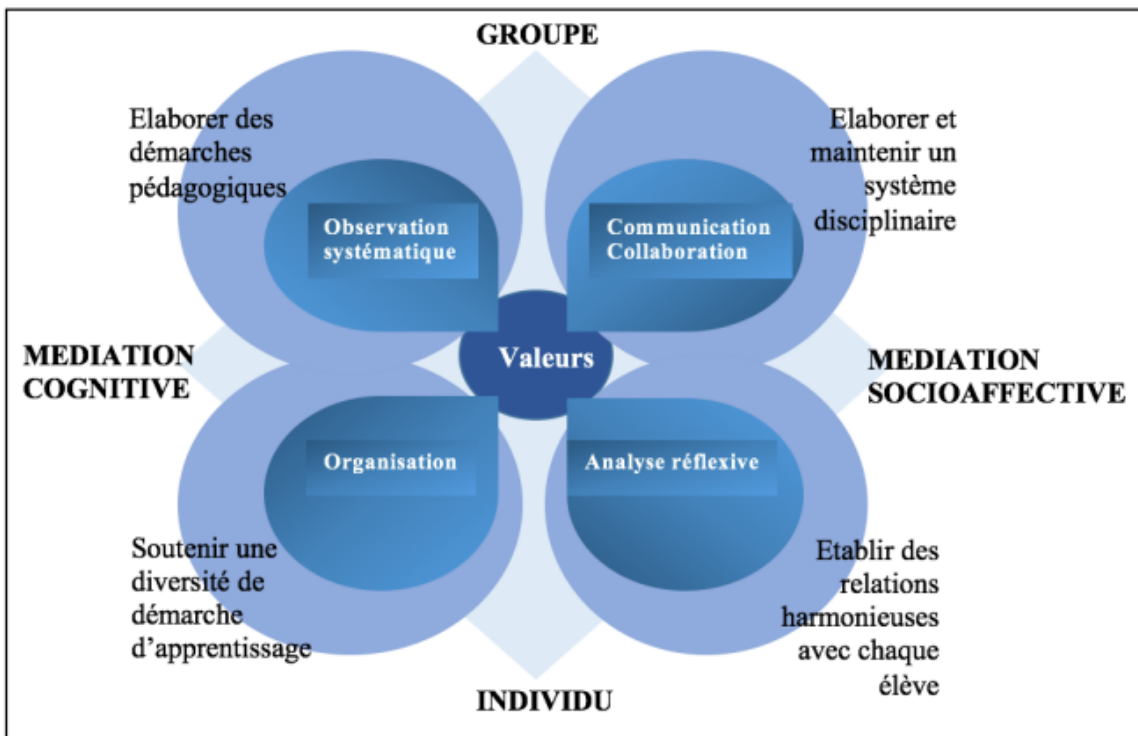 GROUPE
Elaborer des
démarches
pédagogiques
Elaborer et
maintenir un
système
disciplinaire
Observation
systématique
Communication
Collaboration
MEDIATION
COGNITIVE
Valeurs
MEDIATION
SOCIOAFFECTIVE
Organisation
Analyse réflexive
Soutenir une
diversité de
démarche
d’apprentissage
Etablir des
relations
harmonieuses
avec chaque
élève
INDIVIDU